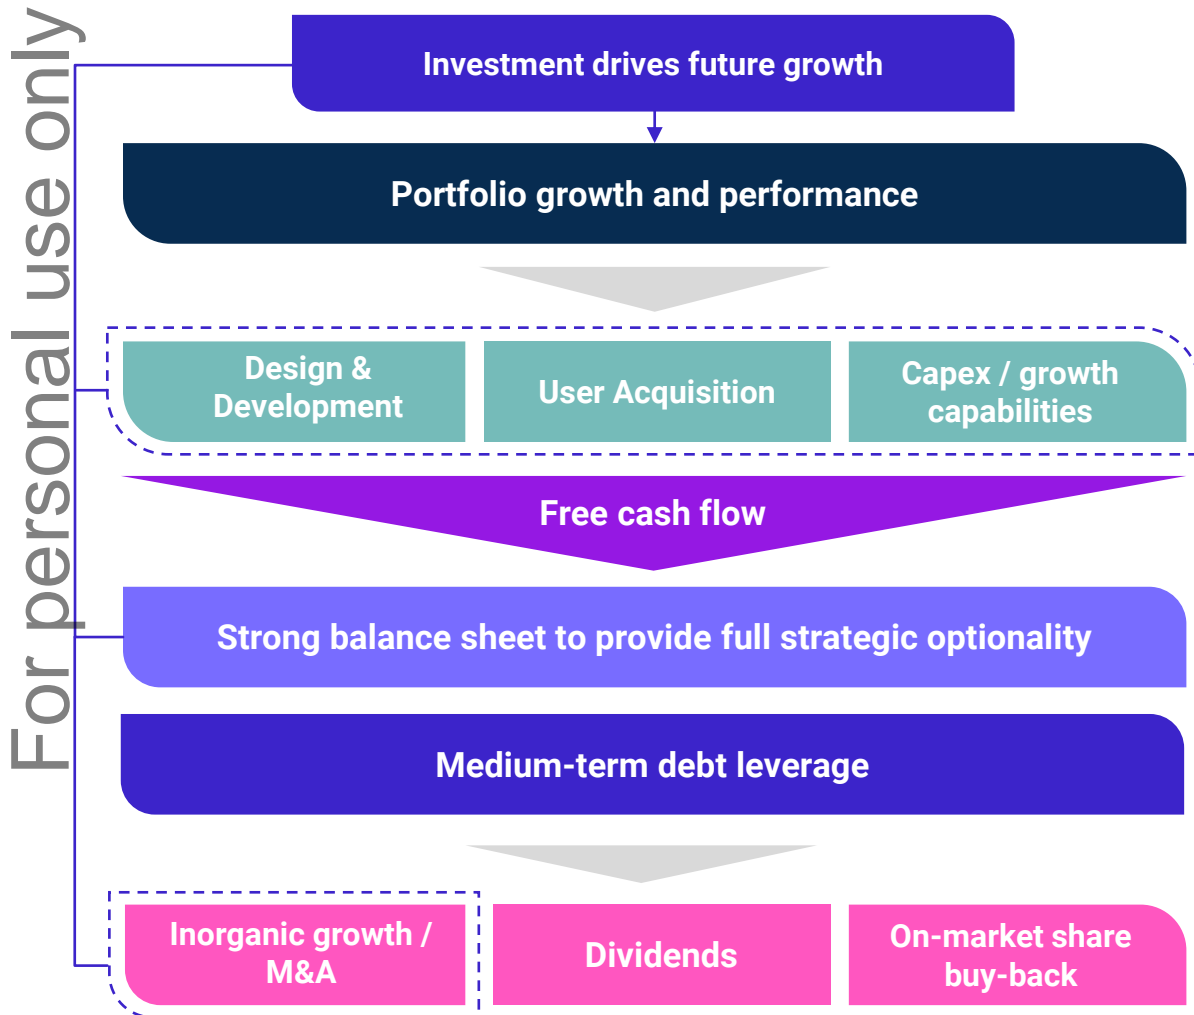 For personal use only
Investment drives future growth
Portfolio growth and performance
Design &
Development
User Acquisition
Capex / growth
capabilities
Free cash flow
Strong balance sheet to provide full strategic optionality
Medium-term debt leverage
Inorganic growth /
M&A
Dividends
On-market share
buy-back